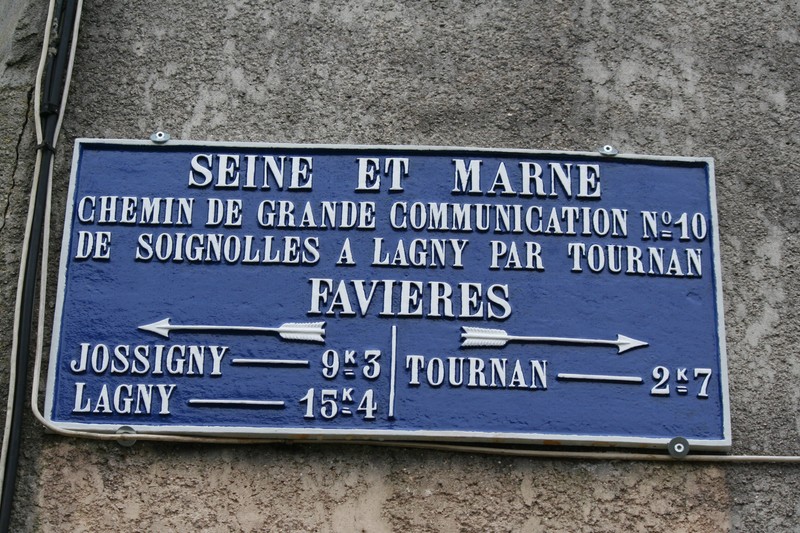 SEINE ET MARNE
CHEMIN DE GRANDE COMMUNICATION Nº 10
DE SOIGNOLLES A LAGNY PAR TOURNAN
FAVIERES
JOSSIGNY 9K3
LAGNY 15K4
TOURNAN 2K7